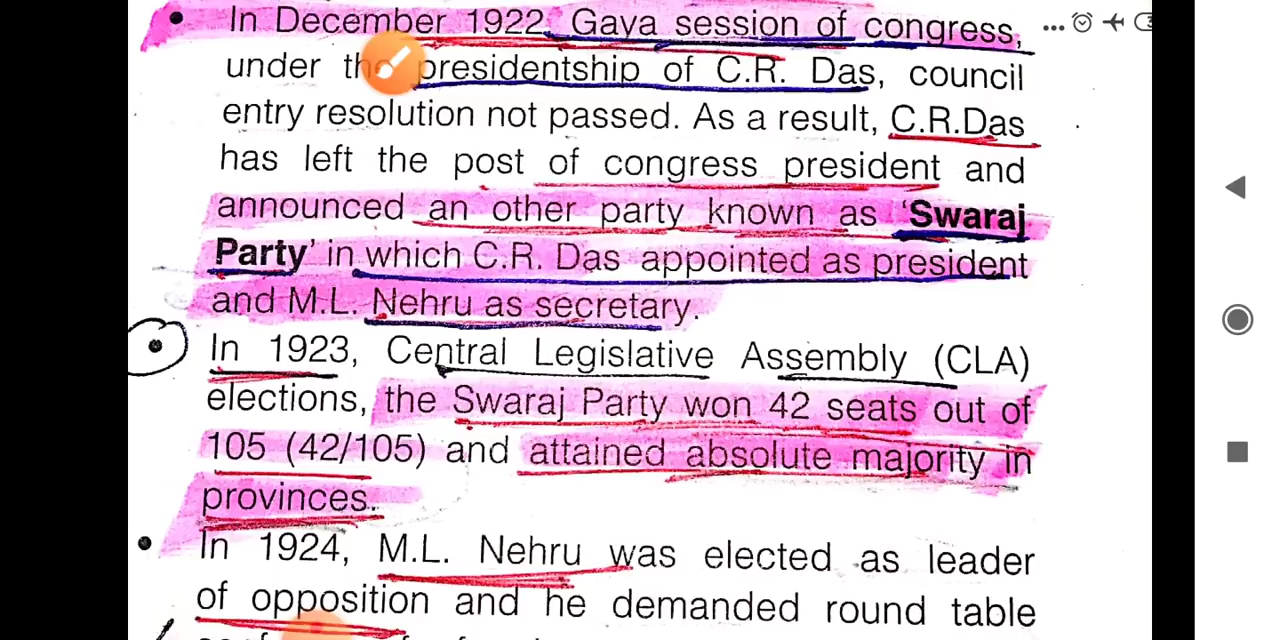 In December 1922, Gaya session of congress,
under the presidentship of C.R. Das, council
entry resolution not passed. As a result, C.R.Das
has left the post of congress president and
announced an other party known as 'Swaraj
Party' in which C.R. Das appointed as president
and M.L. Nehru as secretary.
In 1923, Central Legislative Assembly (CLA)
elections, the Swaraj Party won 42 seats out of
105 (42/105) and attained absolute majority in
provinces.
In 1924, M.L. Nehru was elected as leader
of opposition and he demanded round table